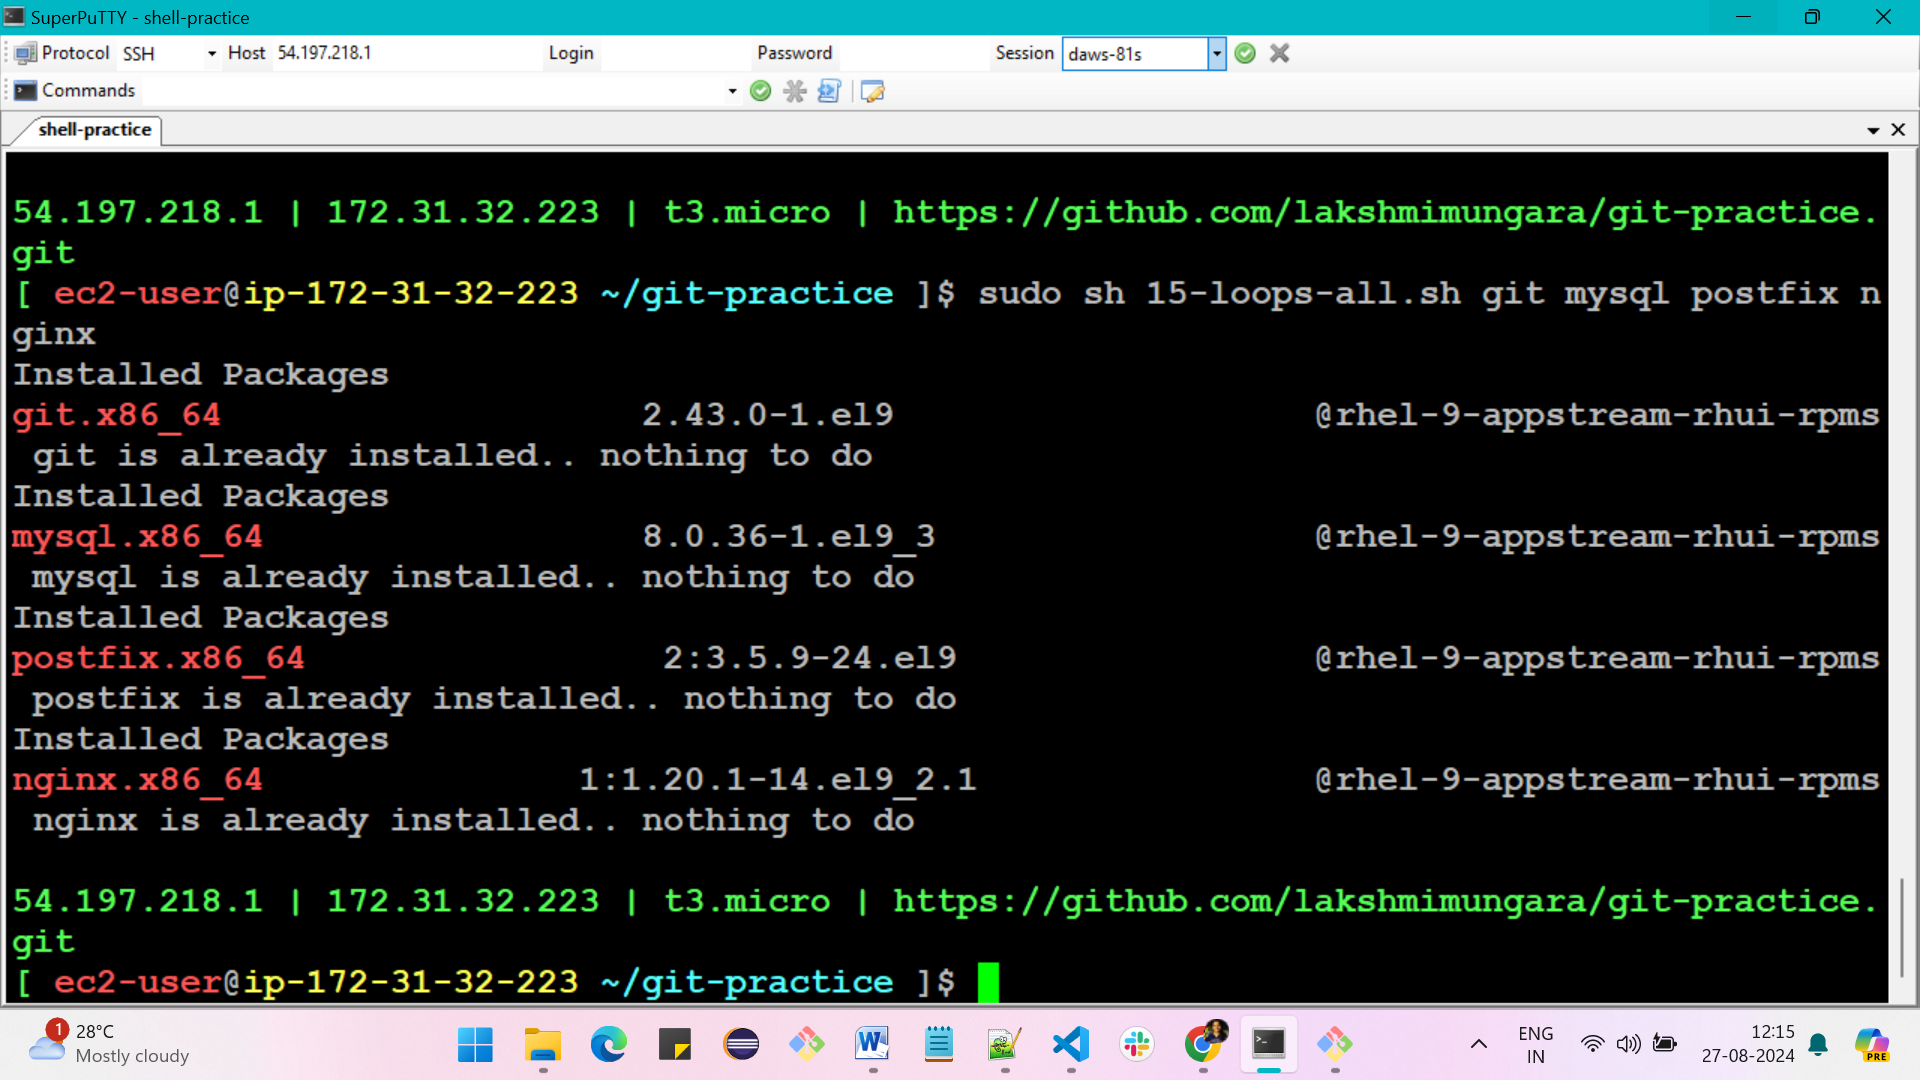 SuperPuTTY - shell-practice
Protocol SSH Host 54.197.218.1 Login Password Session daws-81s
Commands
shell-practice
54.197.218.1 | 172.31.32.223 | t3.micro | https://github.com/lakshmimungara/git-practice.
git
[ ec2-user@ip-172-31-32-223 ~/git-practice ]$ sudo sh 15-loops-all.sh git mysql postfix n
ginx
Installed Packages
git.x86_64 2.43.0-1.el9 @rhel-9-appstream-rhui-rpms
git is already installed.. nothing to do
Installed Packages
mysql.x86_64 8.0.36-1.el9_3 @rhel-9-appstream-rhui-rpms
mysql is already installed.. nothing to do
Installed Packages
postfix.x86_64 2:3.5.9-24.el9 @rhel-9-appstream-rhui-rpms
postfix is already installed.. nothing to do
Installed Packages
nginx.x86_64 1:1.20.1-14.el9_2.1 @rhel-9-appstream-rhui-rpms
nginx is already installed.. nothing to do
54.197.218.1 | 172.31.32.223 | t3.micro | https://github.com/lakshmimungara/git-practice.
git
[ ec2-user@ip-172-31-32-223 ~/git-practice ]$
1 28°C
Mostly cloudy
ENG
IN
12:15
27-08-2024
PRE